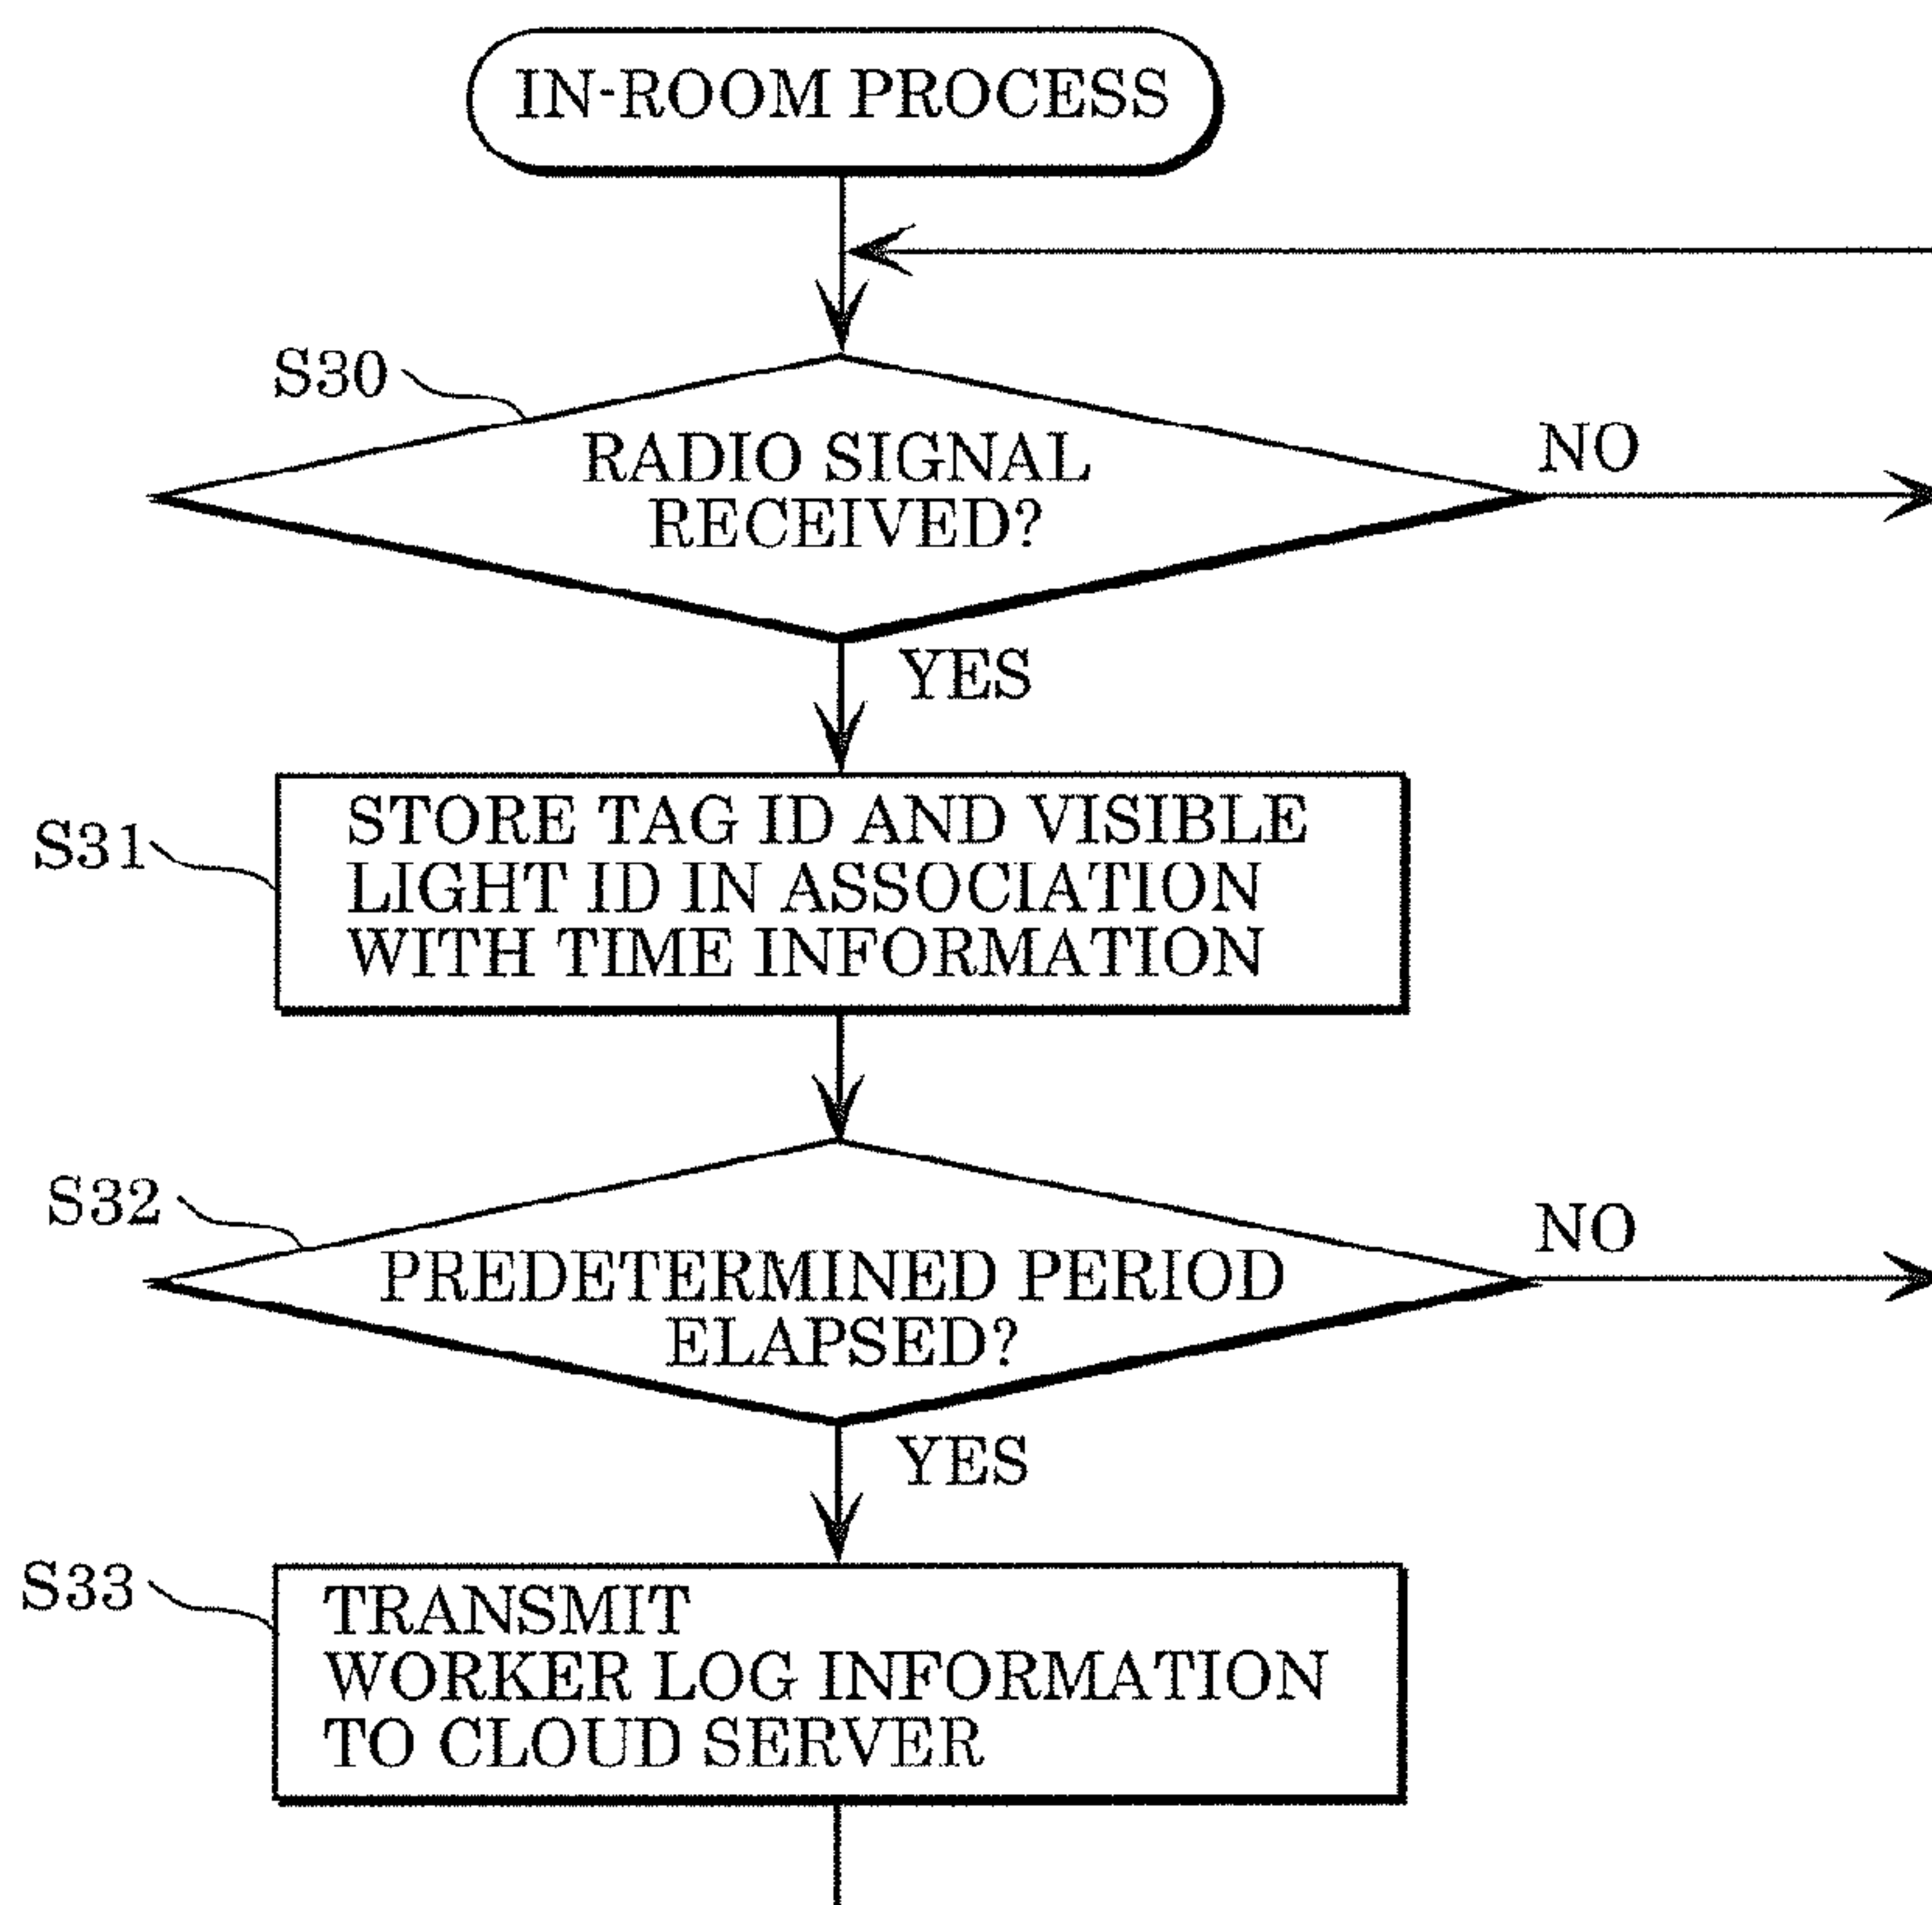 IN-ROOM PROCESS
S30
RADIO SIGNAL
RECEIVED?
NO
YES
S31
STORE TAG ID AND VISIBLE
LIGHT ID IN ASSOCIATION
WITH TIME INFORMATION
S32
PREDETERMINED PERIOD
ELAPSED?
NO
YES
S33
TRANSMIT
WORKER LOG INFORMATION
TO CLOUD SERVER